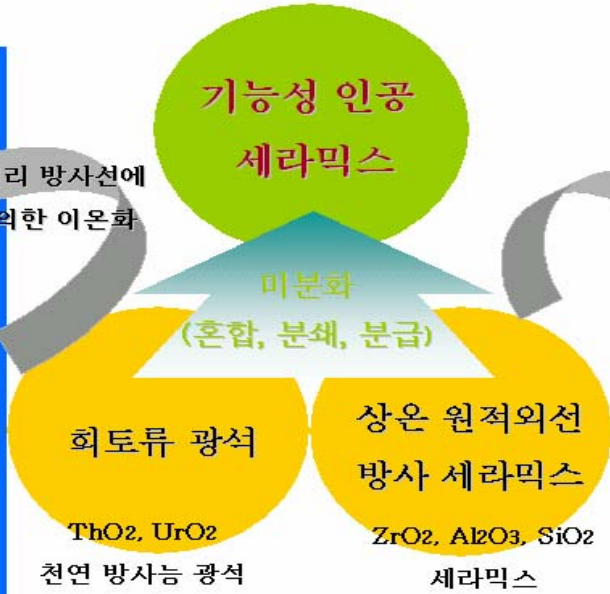 기능성 인공
세라믹스
리 방사선에
의한 이온화
미분화
(혼합, 분쇄, 분급)
희토류 광석
상온 원적외선
방사 세라믹스
ThO2, UrO2
천연 방사능 광석
ZrO2, Al2O3, SiO2
세라믹스